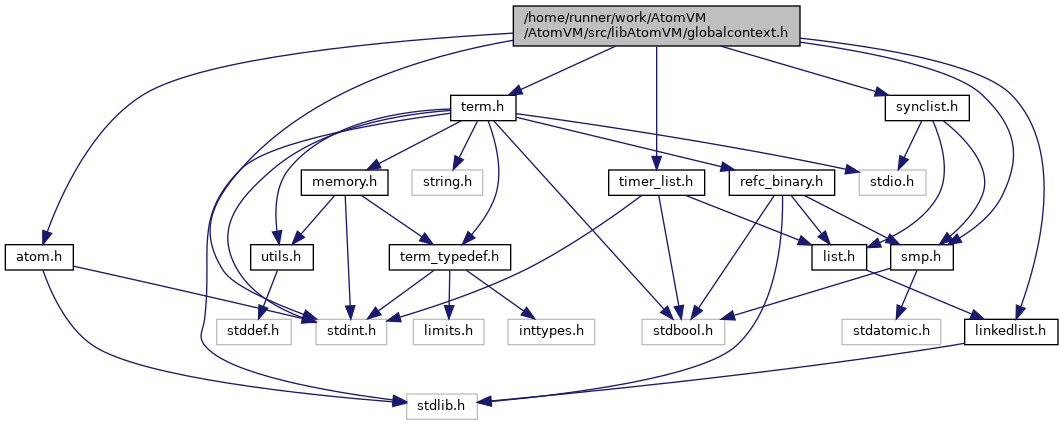 /home/runner/work/AtomVM
/AtomVM/src/libAtomVM/globalcontext.h
term.h
synclist.h
memory.h
string.h
timer_list.h
refc_binary.h
stdio.h
atom.h
utils.h
term_typedef.h
list.h
smp.h
stddef.h
stdint.h
limits.h
inttypes.h
stdbool.h
stdatomic.h
linkedlist.h
stdlib.h